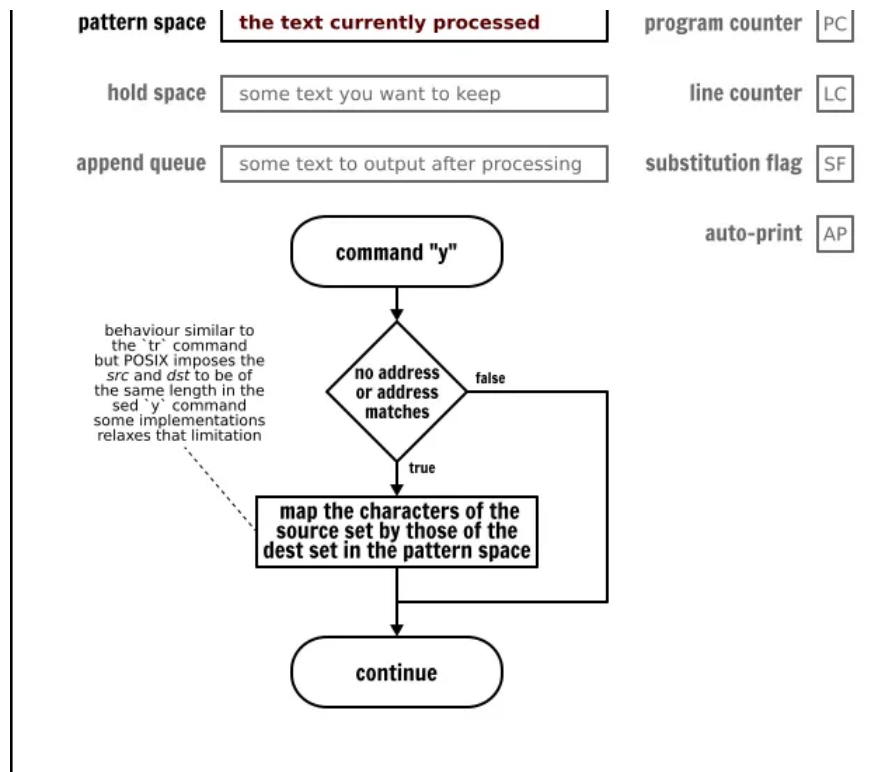 pattern space
the text currently processed
program counter
PC
hold space
some text you want to keep
line counter
LC
append queue
some text to output after processing
substitution flag
SF
auto-print
AP
command "y"
behaviour similar to
the `tr` command
but POSIX imposes the
src and dst to be of
the same length in the
sed `y` command
some implementations
relaxes that limitation
no address
or address
matches
false
true
map the characters of the
source set by those of the
dest set in the pattern space
continue